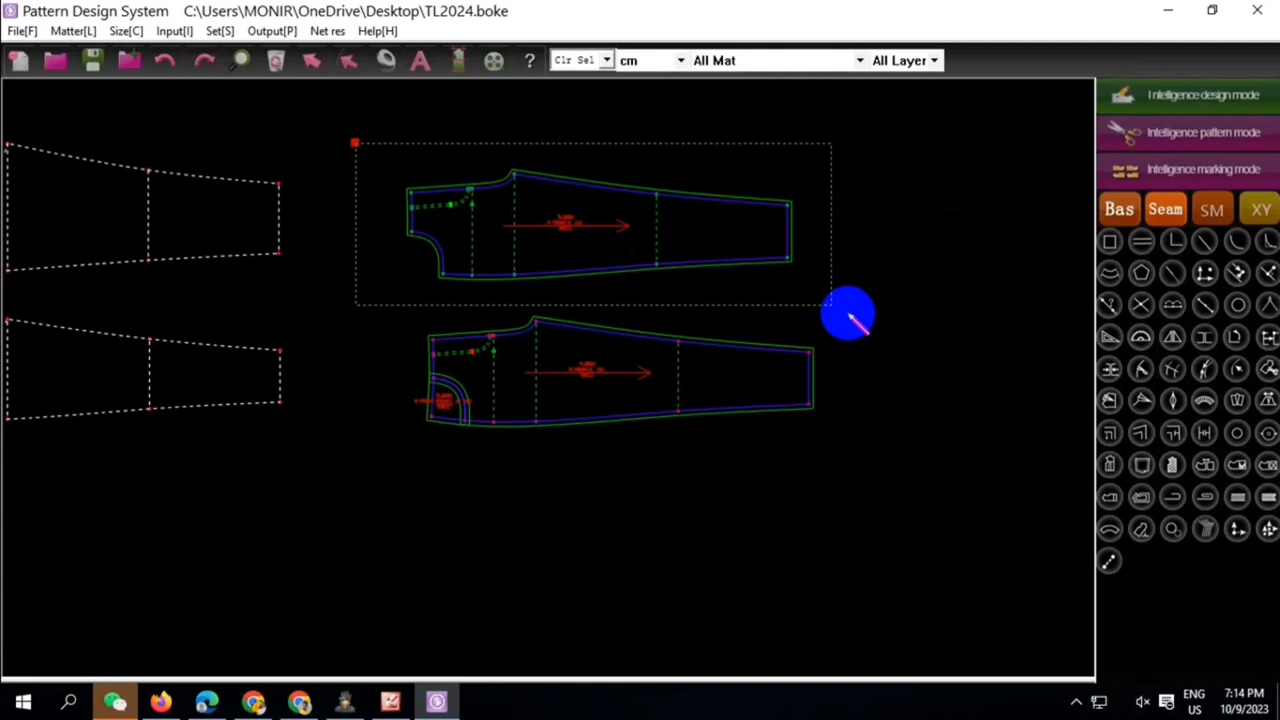 Pattern Design System C:\Users\MONIR\OneDrive\Desktop\TL2024.boke
File[F] Matter[L] Size[C] Input[I] Set[S] Output[P] Net res Help[H]
A ? Clr Sel cm All Mat All Layer
Intelligence design mode
Intelligence pattern mode
Intelligence marking mode
Bas Seam SM XY
ENG 7:14 PM
US 10/9/2023